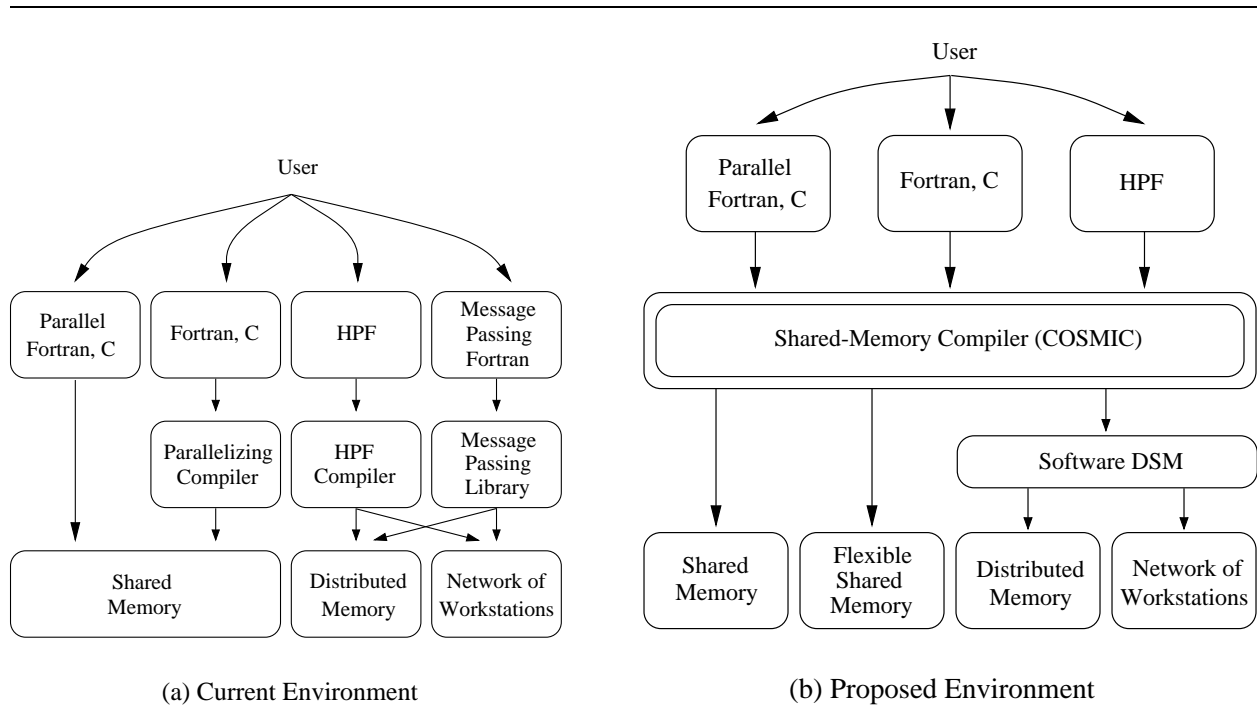 User
Parallel
Fortran, C
Fortran, C
HPF
Message
Passing
Fortran
Parallelizing
Compiler
HPF
Compiler
Message
Passing
Library
Shared
Memory
Distributed
Memory
Network of
Workstations
(a) Current Environment
User
Parallel
Fortran, C
Fortran, C
HPF
Shared-Memory Compiler (COSMIC)
Software DSM
Shared
Memory
Flexible
Shared
Memory
Distributed
Memory
Network of
Workstations
(b) Proposed Environment